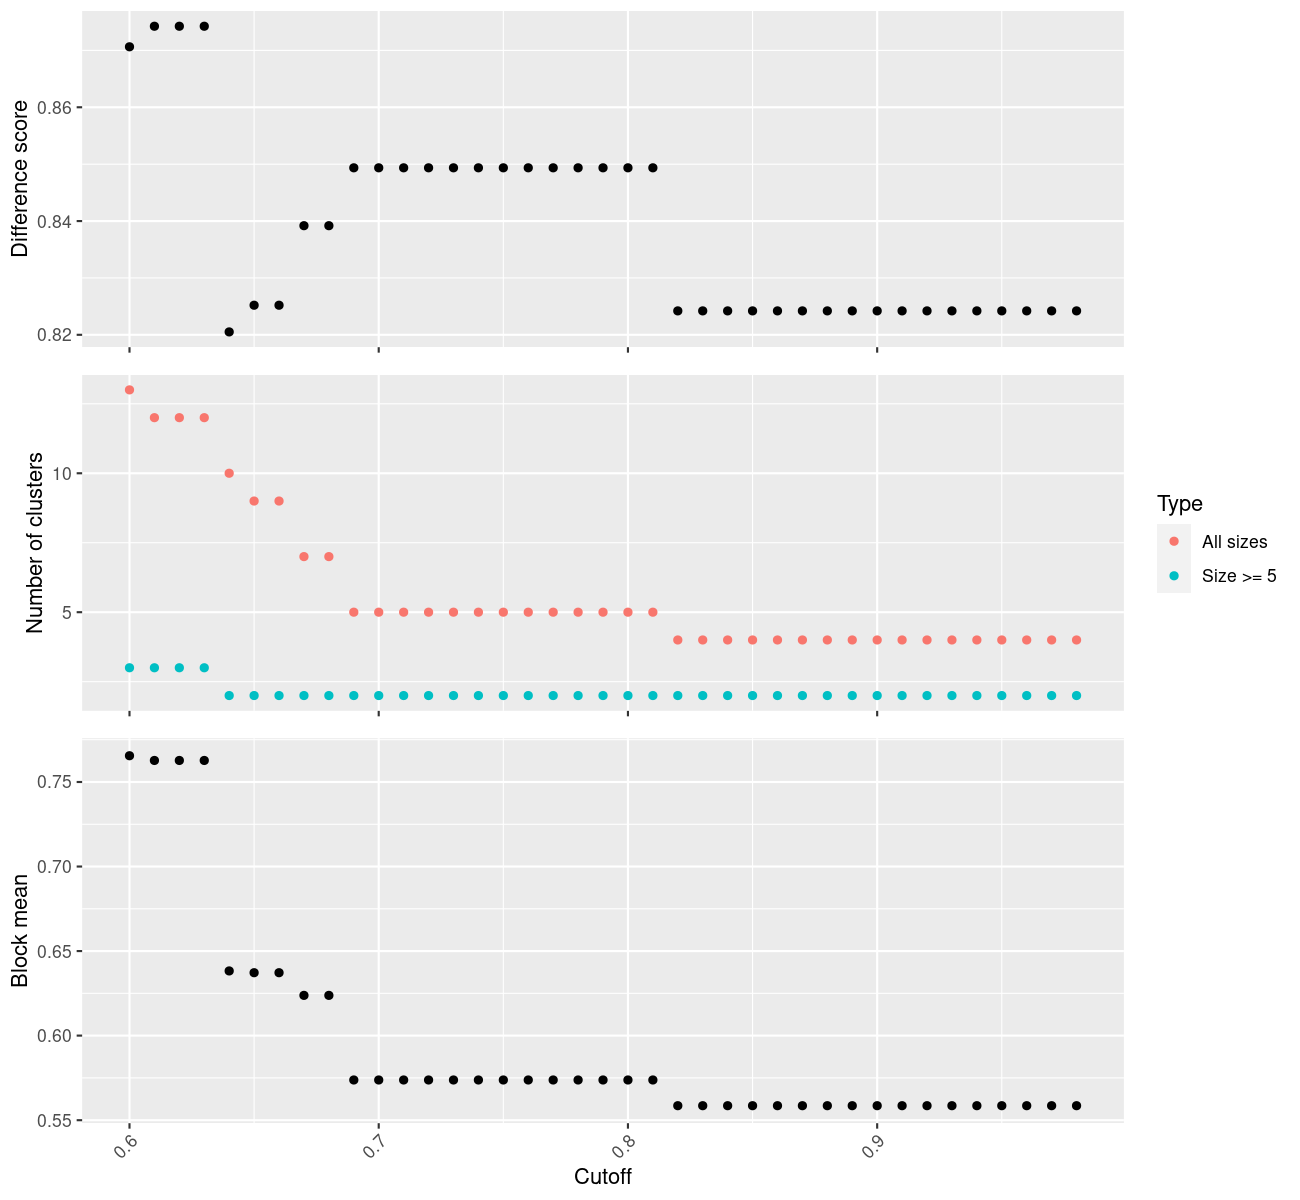 Difference score
0.86
0.84
0.82
Number of clusters
10
5
Block mean
0.75
0.70
0.65
0.60
0.55
0.6
0.7
0.8
0.9
Cutoff
Type
All sizes
Size >= 5